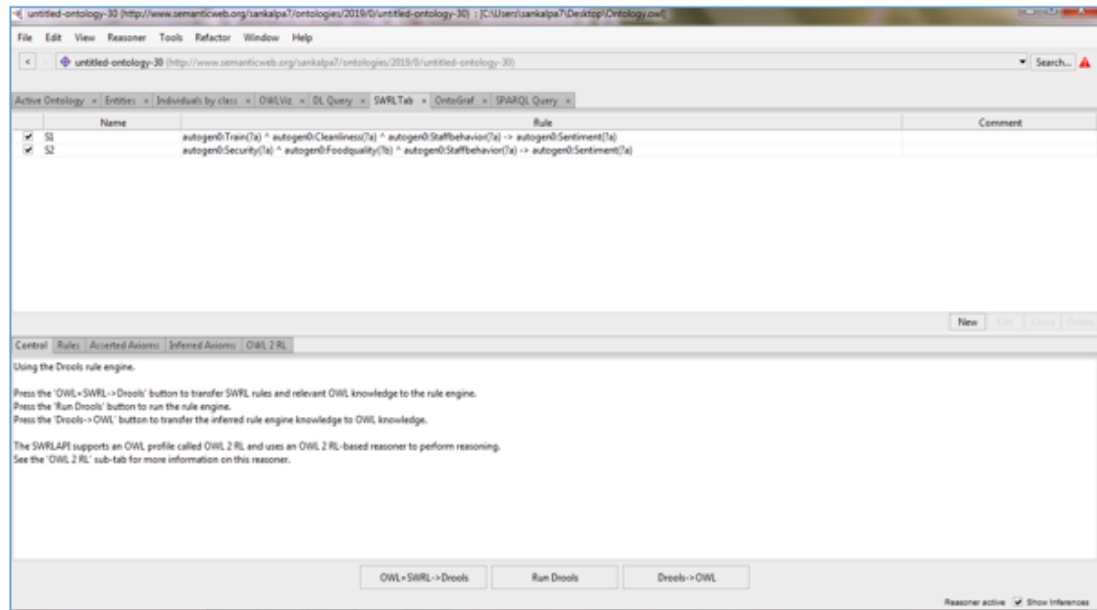 untitled-ontology-30 (http://www.semanticweb.org/sankalpa7/ontologies/2019/0/untitled-ontology-30) : [C:\Users\sankalpa7\Desktop\Ontology.owl]
File Edit View Reasoner Tools Refactor Window Help
< untitled-ontology-30 (http://www.semanticweb.org/sankalpa7/ontologies/2019/0/untitled-ontology-30) Search...
Active Ontology × Entities × Individuals by class × OWLViz × DL Query × SWRLTab × OntoGraf × SPARQL Query ×
Name Rule Comment
S1 autogen0:Train(?a) ^ autogen0:Cleanliness(?a) ^ autogen0:Staffbehavior(?a) -> autogen0:Sentiment(?a)
S2 autogen0:Security(?a) ^ autogen0:Foodquality(?b) ^ autogen0:Staffbehavior(?a) -> autogen0:Sentiment(?a)
New Edit Clone Delete
Control Rules Asserted Axioms Inferred Axioms OWL 2 RL
Using the Drools rule engine.
Press the 'OWL+SWRL->Drools' button to transfer SWRL rules and relevant OWL knowledge to the rule engine.
Press the 'Run Drools' button to run the rule engine.
Press the 'Drools->OWL' button to transfer the inferred rule engine knowledge to OWL knowledge.
The SWRLAPI supports an OWL profile called OWL 2 RL and uses an OWL 2 RL-based reasoner to perform reasoning.
See the 'OWL 2 RL' sub-tab for more information on this reasoner.
OWL+SWRL->Drools Run Drools Drools->OWL
Reasoner active Show Inferences